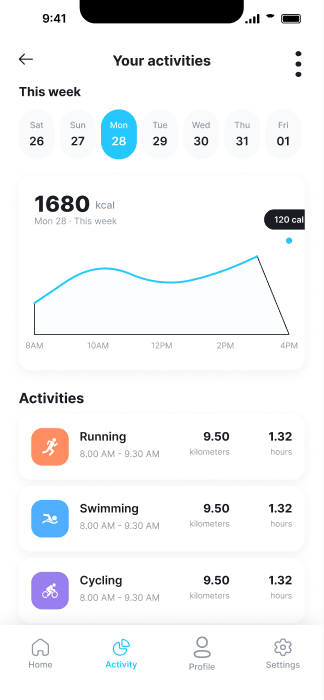 9:41
Your activities
This week
Sat Sun Mon Tue Wed Thu Fri
26 27 28 29 30 31 01
1680 kcal
Mon 28 - This week
120 cal
8AM 10AM 12PM 2PM 4PM
Activities
Running 9.50 1.32
8.00 AM - 9.30 AM kilometers hours
Swimming 9.50 1.32
8.00 AM - 9.30 AM kilometers hours
Cycling 9.50 1.32
8.00 AM - 9.30 AM kilometers hours
Home Activity Profile Settings